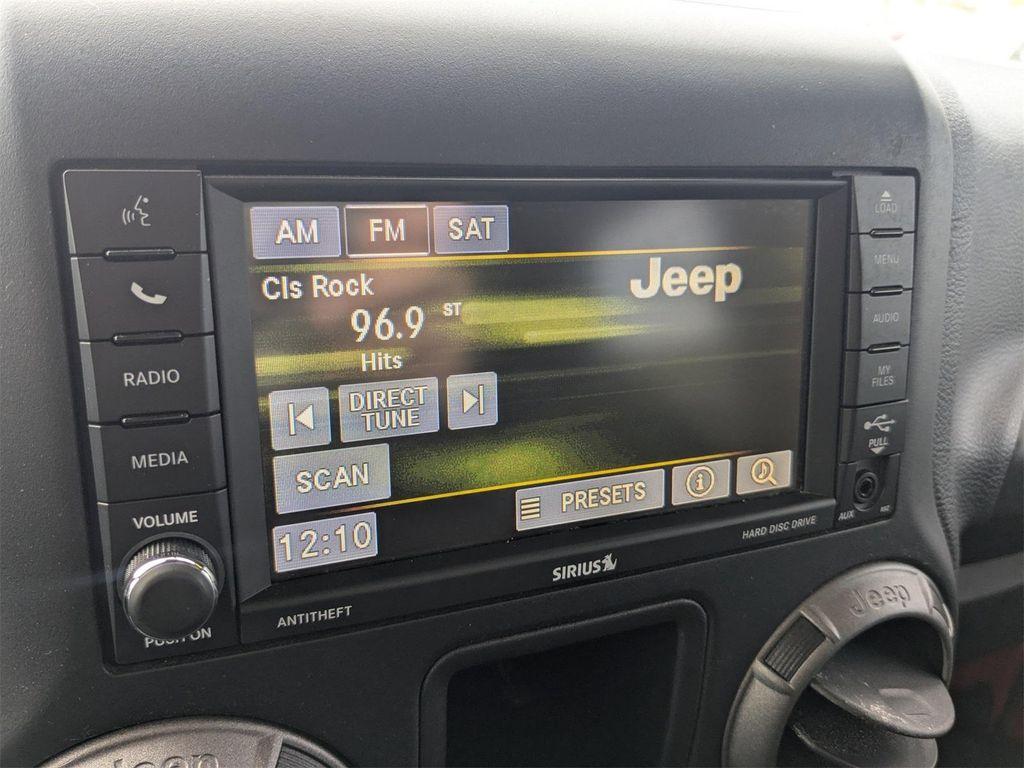 AM FM SAT
Cls Rock
96.9 ST
Hits
DIRECT
TUNE
SCAN
PRESETS
12:10
Jeep
RADIO
MEDIA
VOLUME
PUSH ON
ANTITHEFT
SIRIUS
HARD DISC DRIVE
LOAD
MENU
AUDIO
MY
FILES
PULL
AUX
Jeep
Jeep